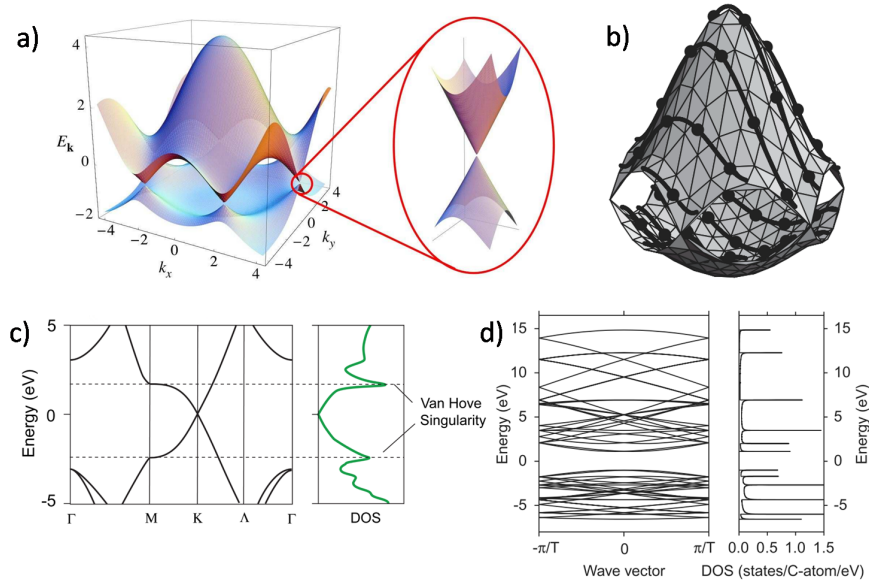 a)
4
2
E_k
0
−2
−4
−2
0
2
4
k_x
−4
−2
0
2
4
k_y
b)
c)
5
0
-5
Energy (eV)
Γ
M
K
Λ
Γ
DOS
Van Hove
Singularity
d)
15
10
5
0
-5
Energy (eV)
-π/T
0
π/T
Wave vector
15
10
5
0
-5
Energy (eV)
0.0
0.5
1.0
1.5
DOS (states/C-atom/eV)